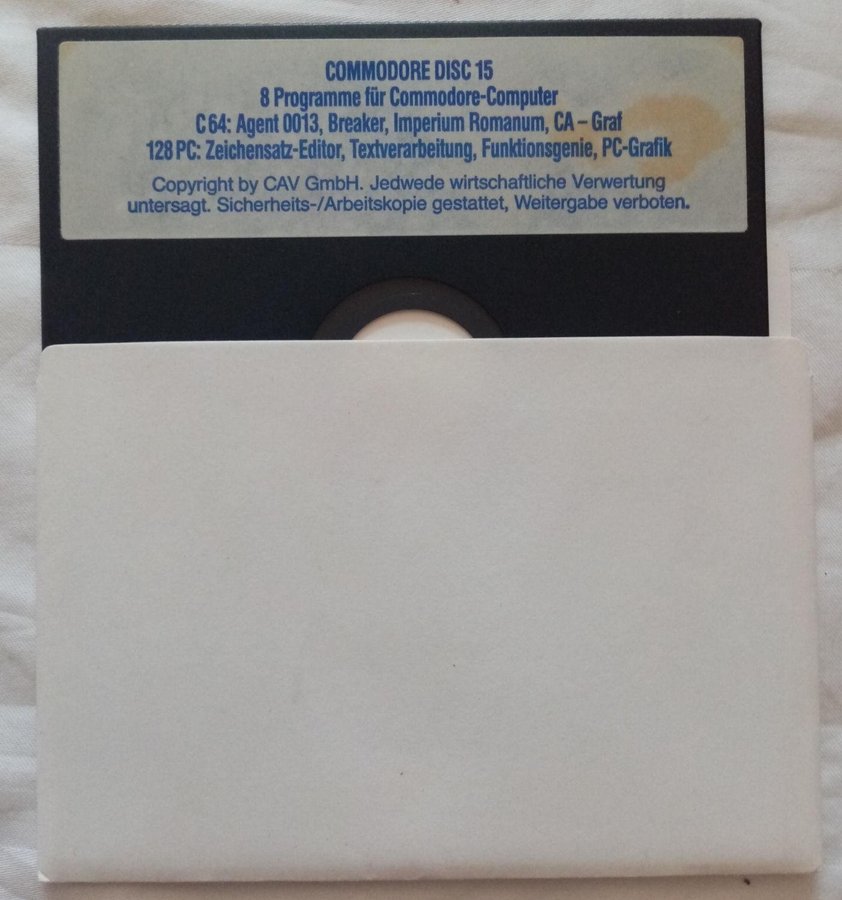 COMMODORE DISC 15
8 Programme für Commodore-Computer
C 64: Agent 0013, Breaker, Imperium Romanum, CA – Graf
128 PC: Zeichensatz-Editor, Textverarbeitung, Funktionsgenie, PC-Grafik
Copyright by CAV GmbH. Jedwede wirtschaftliche Verwertung
untersagt. Sicherheits-/Arbeitskopie gestattet, Weitergabe verboten.